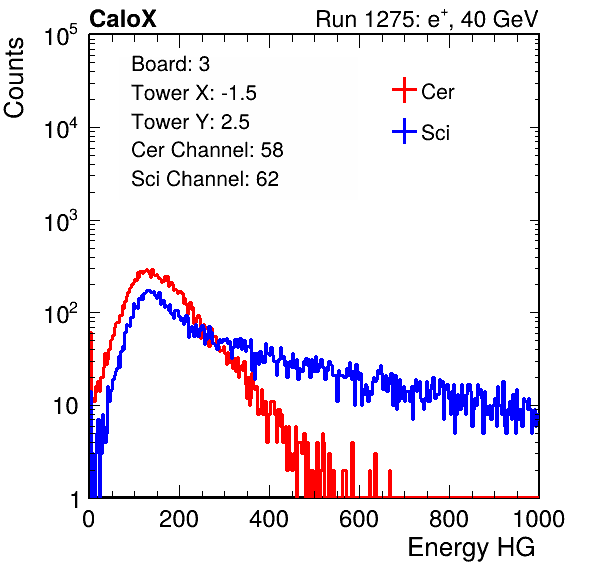 CaloX Run 1275: e⁺, 40 GeV
Counts
10⁵
10⁴
10³
10²
10
1
Board: 3
Tower X: -1.5
Tower Y: 2.5
Cer Channel: 58
Sci Channel: 62
Cer
Sci
0 200 400 600 800 1000
Energy HG